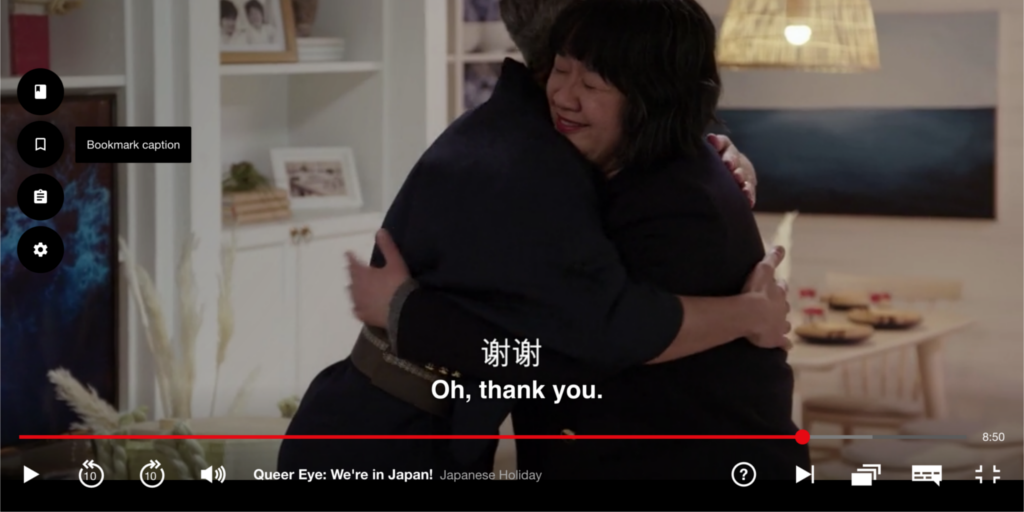 Bookmark caption
谢谢
Oh, thank you.
8:50
10
10
Queer Eye: We're in Japan! Japanese Holiday
?